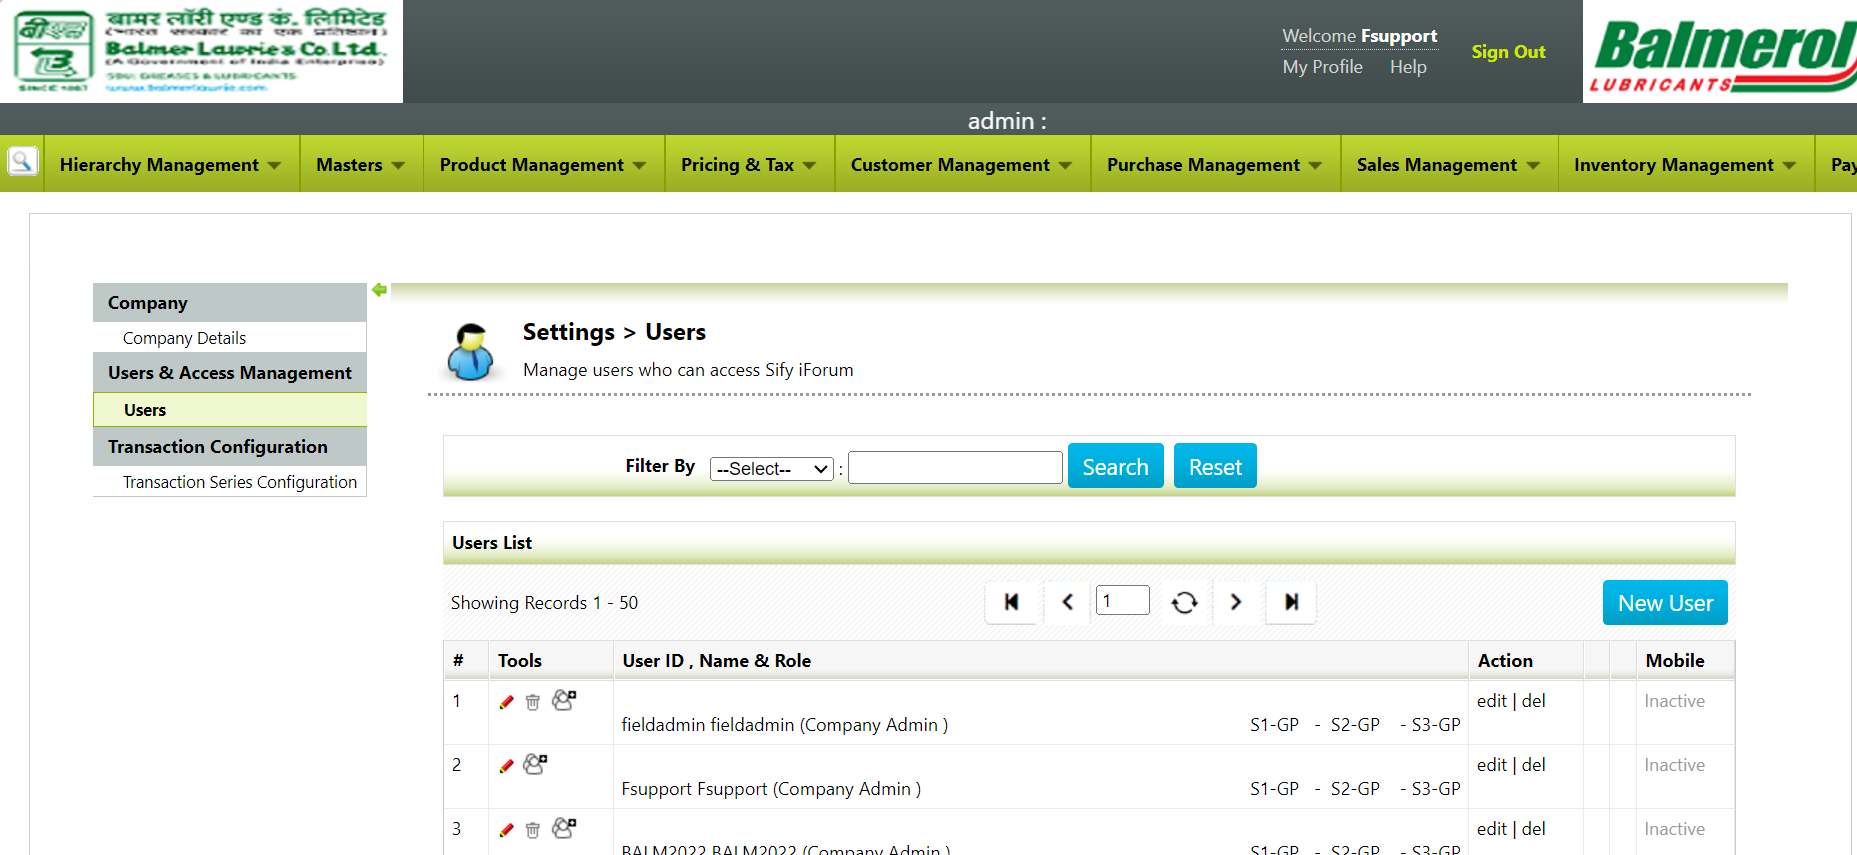 बामर लॉरी एण्ड कं. लिमिटेड
(भारत सरकार का एक प्रतिष्ठान)
Balmer Lawrie & Co. Ltd.
(A Government of India Enterprise)
SBU: GREASES & LUBRICANTS
SINCE 1867
www.balmerlawrie.com
Welcome Fsupport
My Profile Help
Sign Out
Balmerol
LUBRICANTS
admin :
Hierarchy Management Masters Product Management Pricing & Tax Customer Management Purchase Management Sales Management Inventory Management Pay
Company
Company Details
Users & Access Management
Users
Transaction Configuration
Transaction Series Configuration
Settings > Users
Manage users who can access Sify iForum
Filter By --Select-- : Search Reset
Users List
Showing Records 1 - 50 1 New User
# Tools User ID , Name & Role Action Mobile
1 edit | del Inactive
fieldadmin fieldadmin (Company Admin ) S1-GP - S2-GP - S3-GP
2 edit | del Inactive
Fsupport Fsupport (Company Admin ) S1-GP - S2-GP - S3-GP
3 edit | del Inactive
BALM2022 BALM2022 (Company Admin ) S1-GP - S2-GP - S3-GP